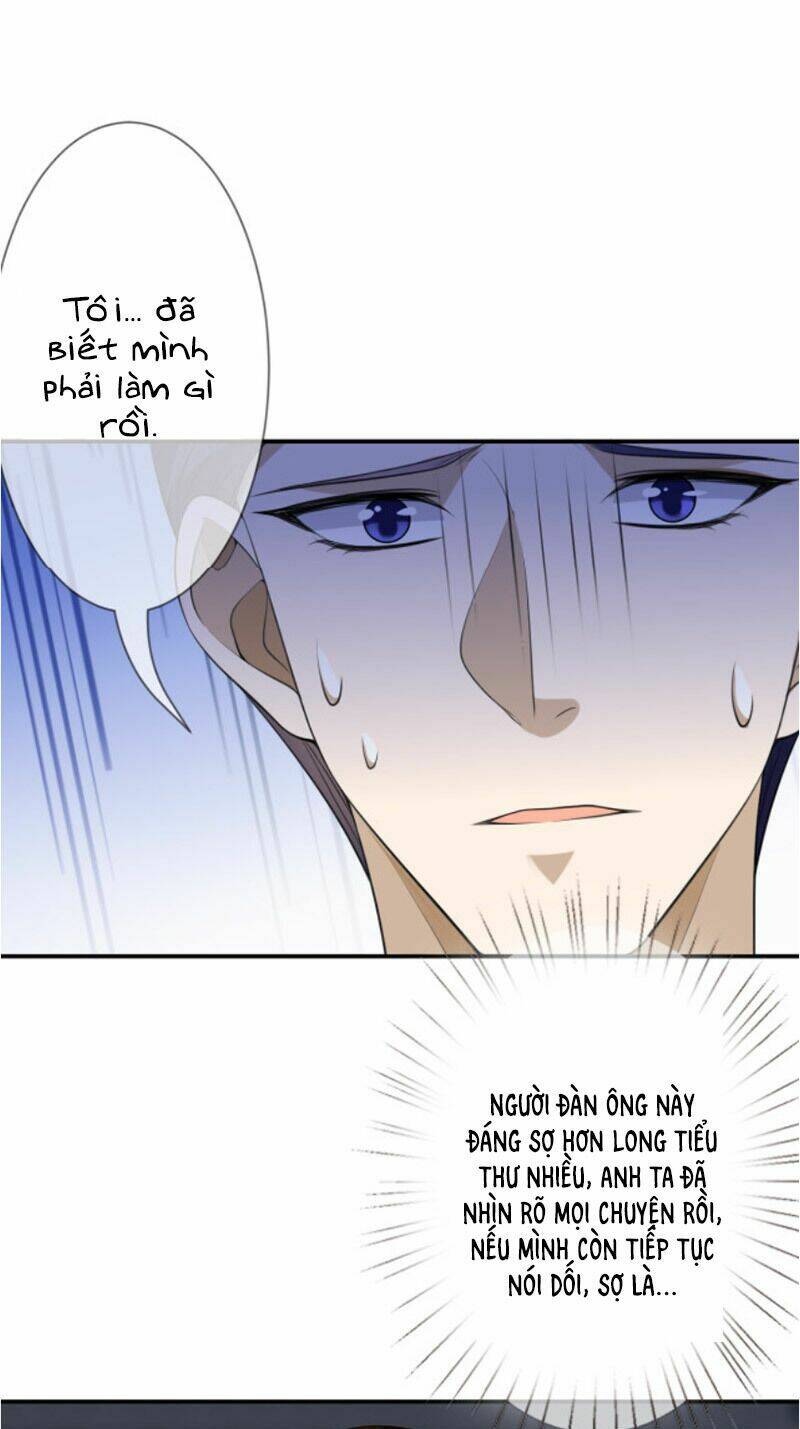 Tôi... đã
biết mình
phải làm gì
rồi.
NGƯỜI ĐÀN ÔNG NÀY
ĐÁNG SỢ HƠN LONG TIỂU
THƯ NHIỀU, ANH TA ĐÃ
NHÌN RÕ MỌI CHUYỆN RỒI,
NẾU MÌNH CÒN TIẾP TỤC
NÓI DỐI, SỢ LÀ...